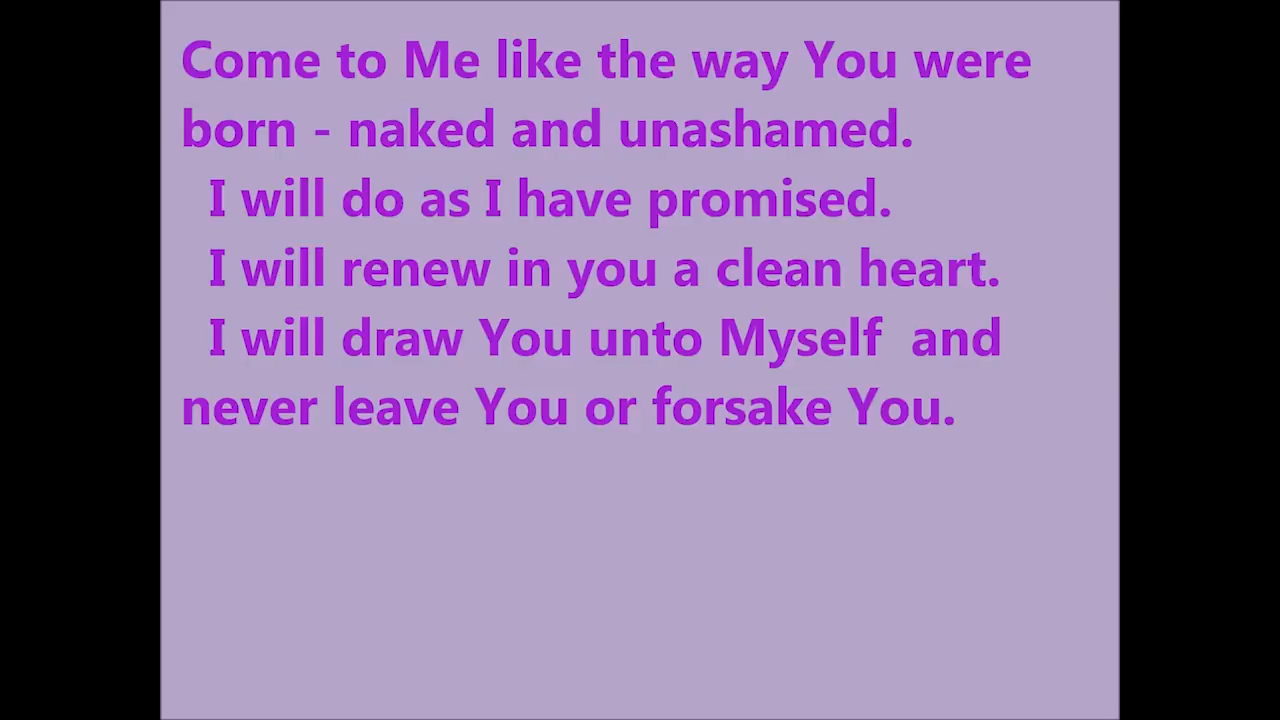 Come to Me like the way You were
born - naked and unashamed.
I will do as I have promised.
I will renew in you a clean heart.
I will draw You unto Myself  and
never leave You or forsake You.